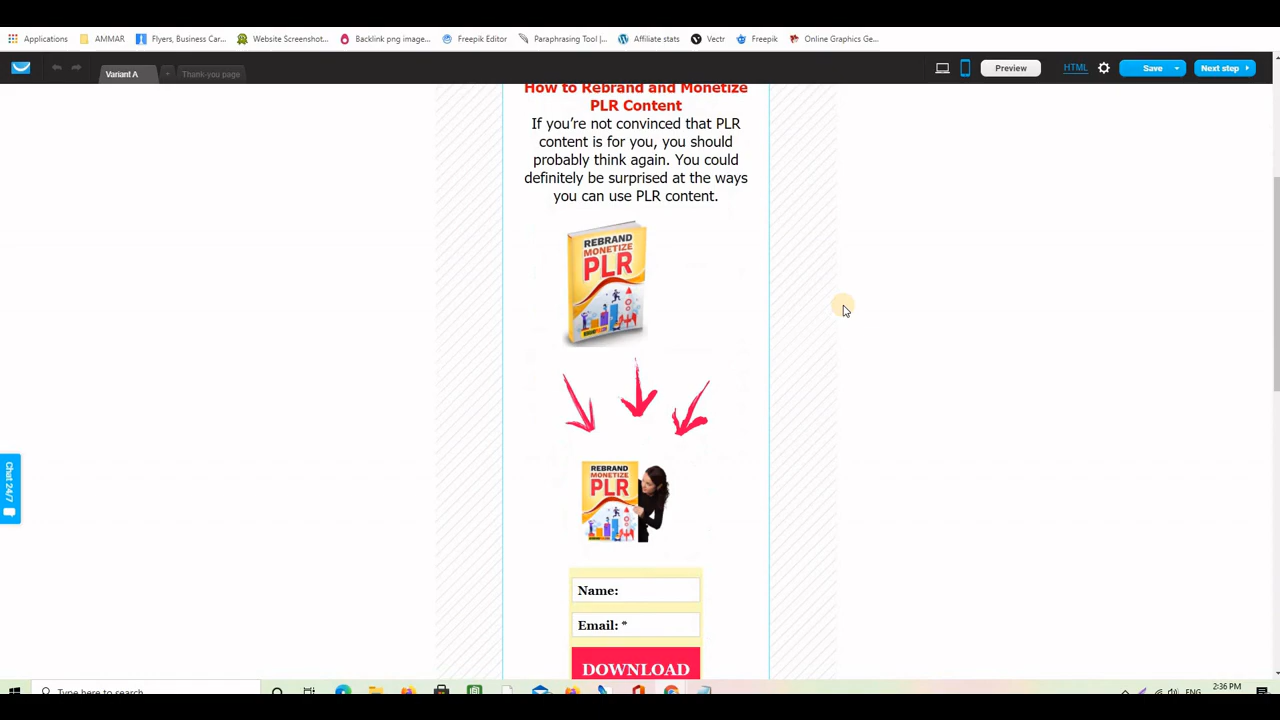 Applications
AMMAR
Flyers, Business Car...
Website Screenshot...
Backlink png image...
Freepik Editor
Paraphrasing Tool |...
Affiliate stats
Vectr
Freepik
Online Graphics Ge...
Variant A
+
Thank-you page
Preview
HTML
Save
Next step
How to Rebrand and Monetize
PLR Content
If you’re not convinced that PLR
content is for you, you should
probably think again. You could
definitely be surprised at the ways
you can use PLR content.
REBRAND
MONETIZE
PLR
REBRAND
MONETIZE
PLR
Chat 24/7
Name:
Email: *
DOWNLOAD
Type here to search
ENG
2:36 PM